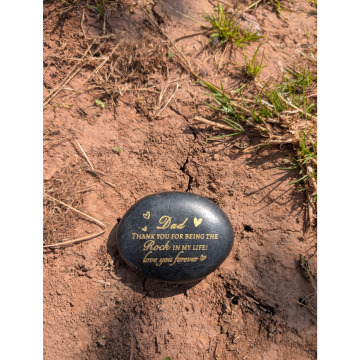 Dad
THANK YOU FOR BEING THE
Rock IN MY LIFE!
love you forever